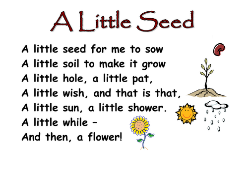 A Little Seed
A little seed for me to sow
A little soil to make it grow
A little hole, a little pat,
A little wish, and that is that,
A little sun, a little shower.
A little while –
And then, a flower!